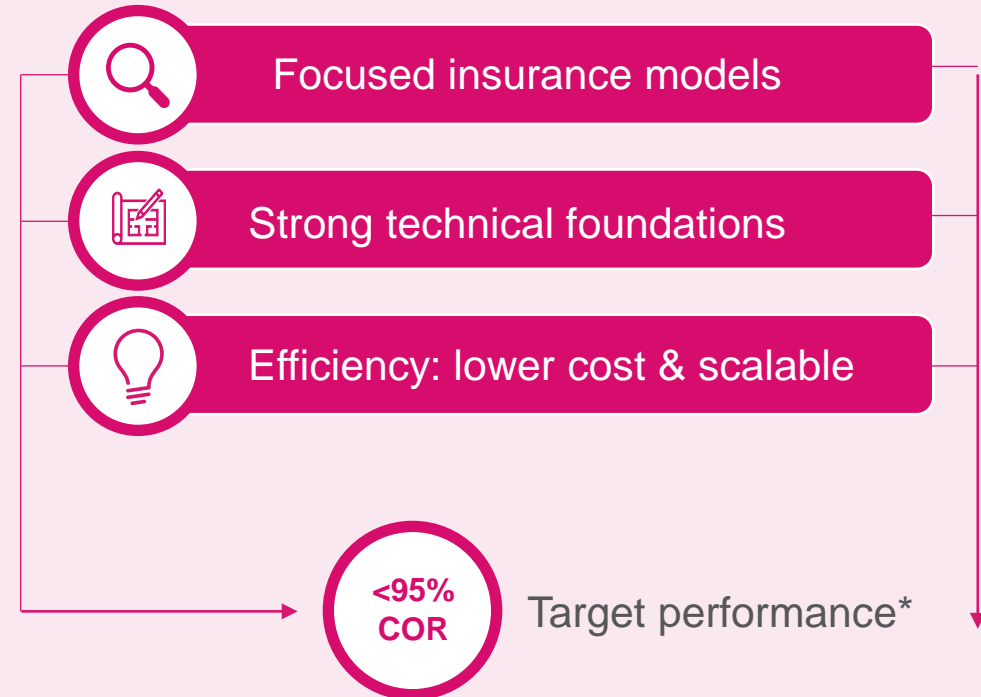 Focused insurance models
Strong technical foundations
Efficiency: lower cost & scalable
<95%
COR
Target performance*